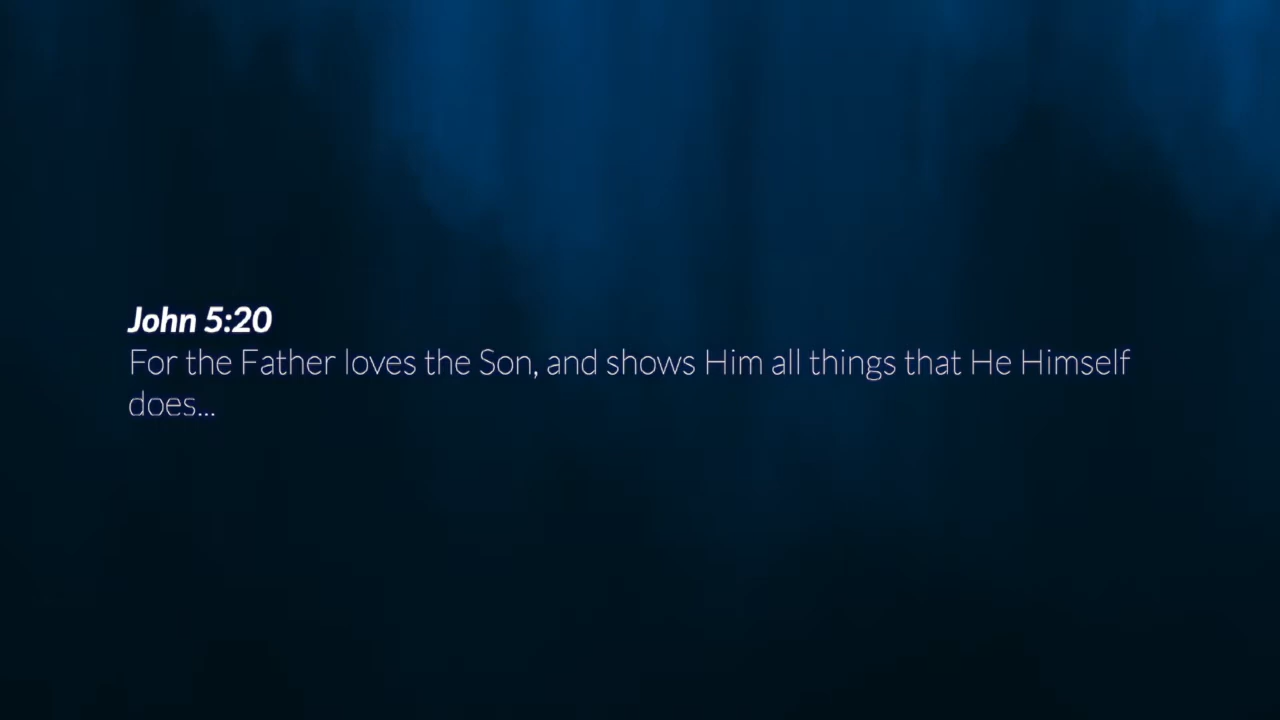 John 5:20
For the Father loves the Son, and shows Him all things that He Himself
does...